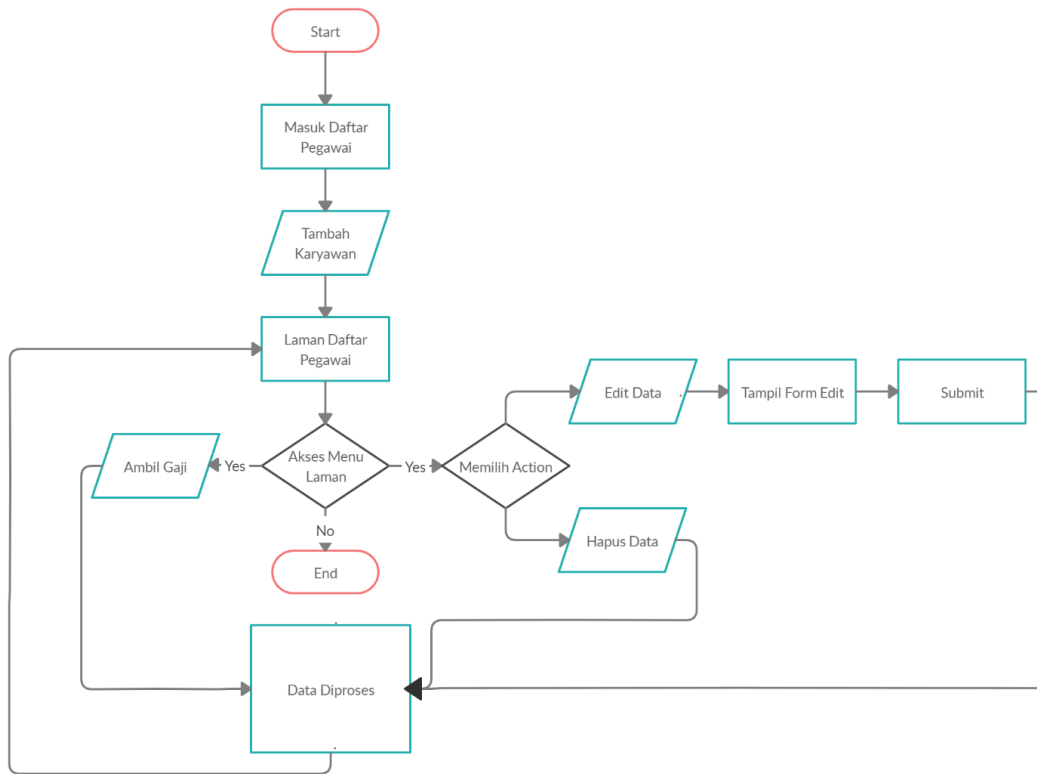 Start
Masuk Daftar
Pegawai
Tambah
Karyawan
Laman Daftar
Pegawai
Edit Data
Tampil Form Edit
Submit
Ambil Gaji
Yes
Akses Menu
Laman
Yes
Memilih Action
No
Hapus Data
End
Data Diproses